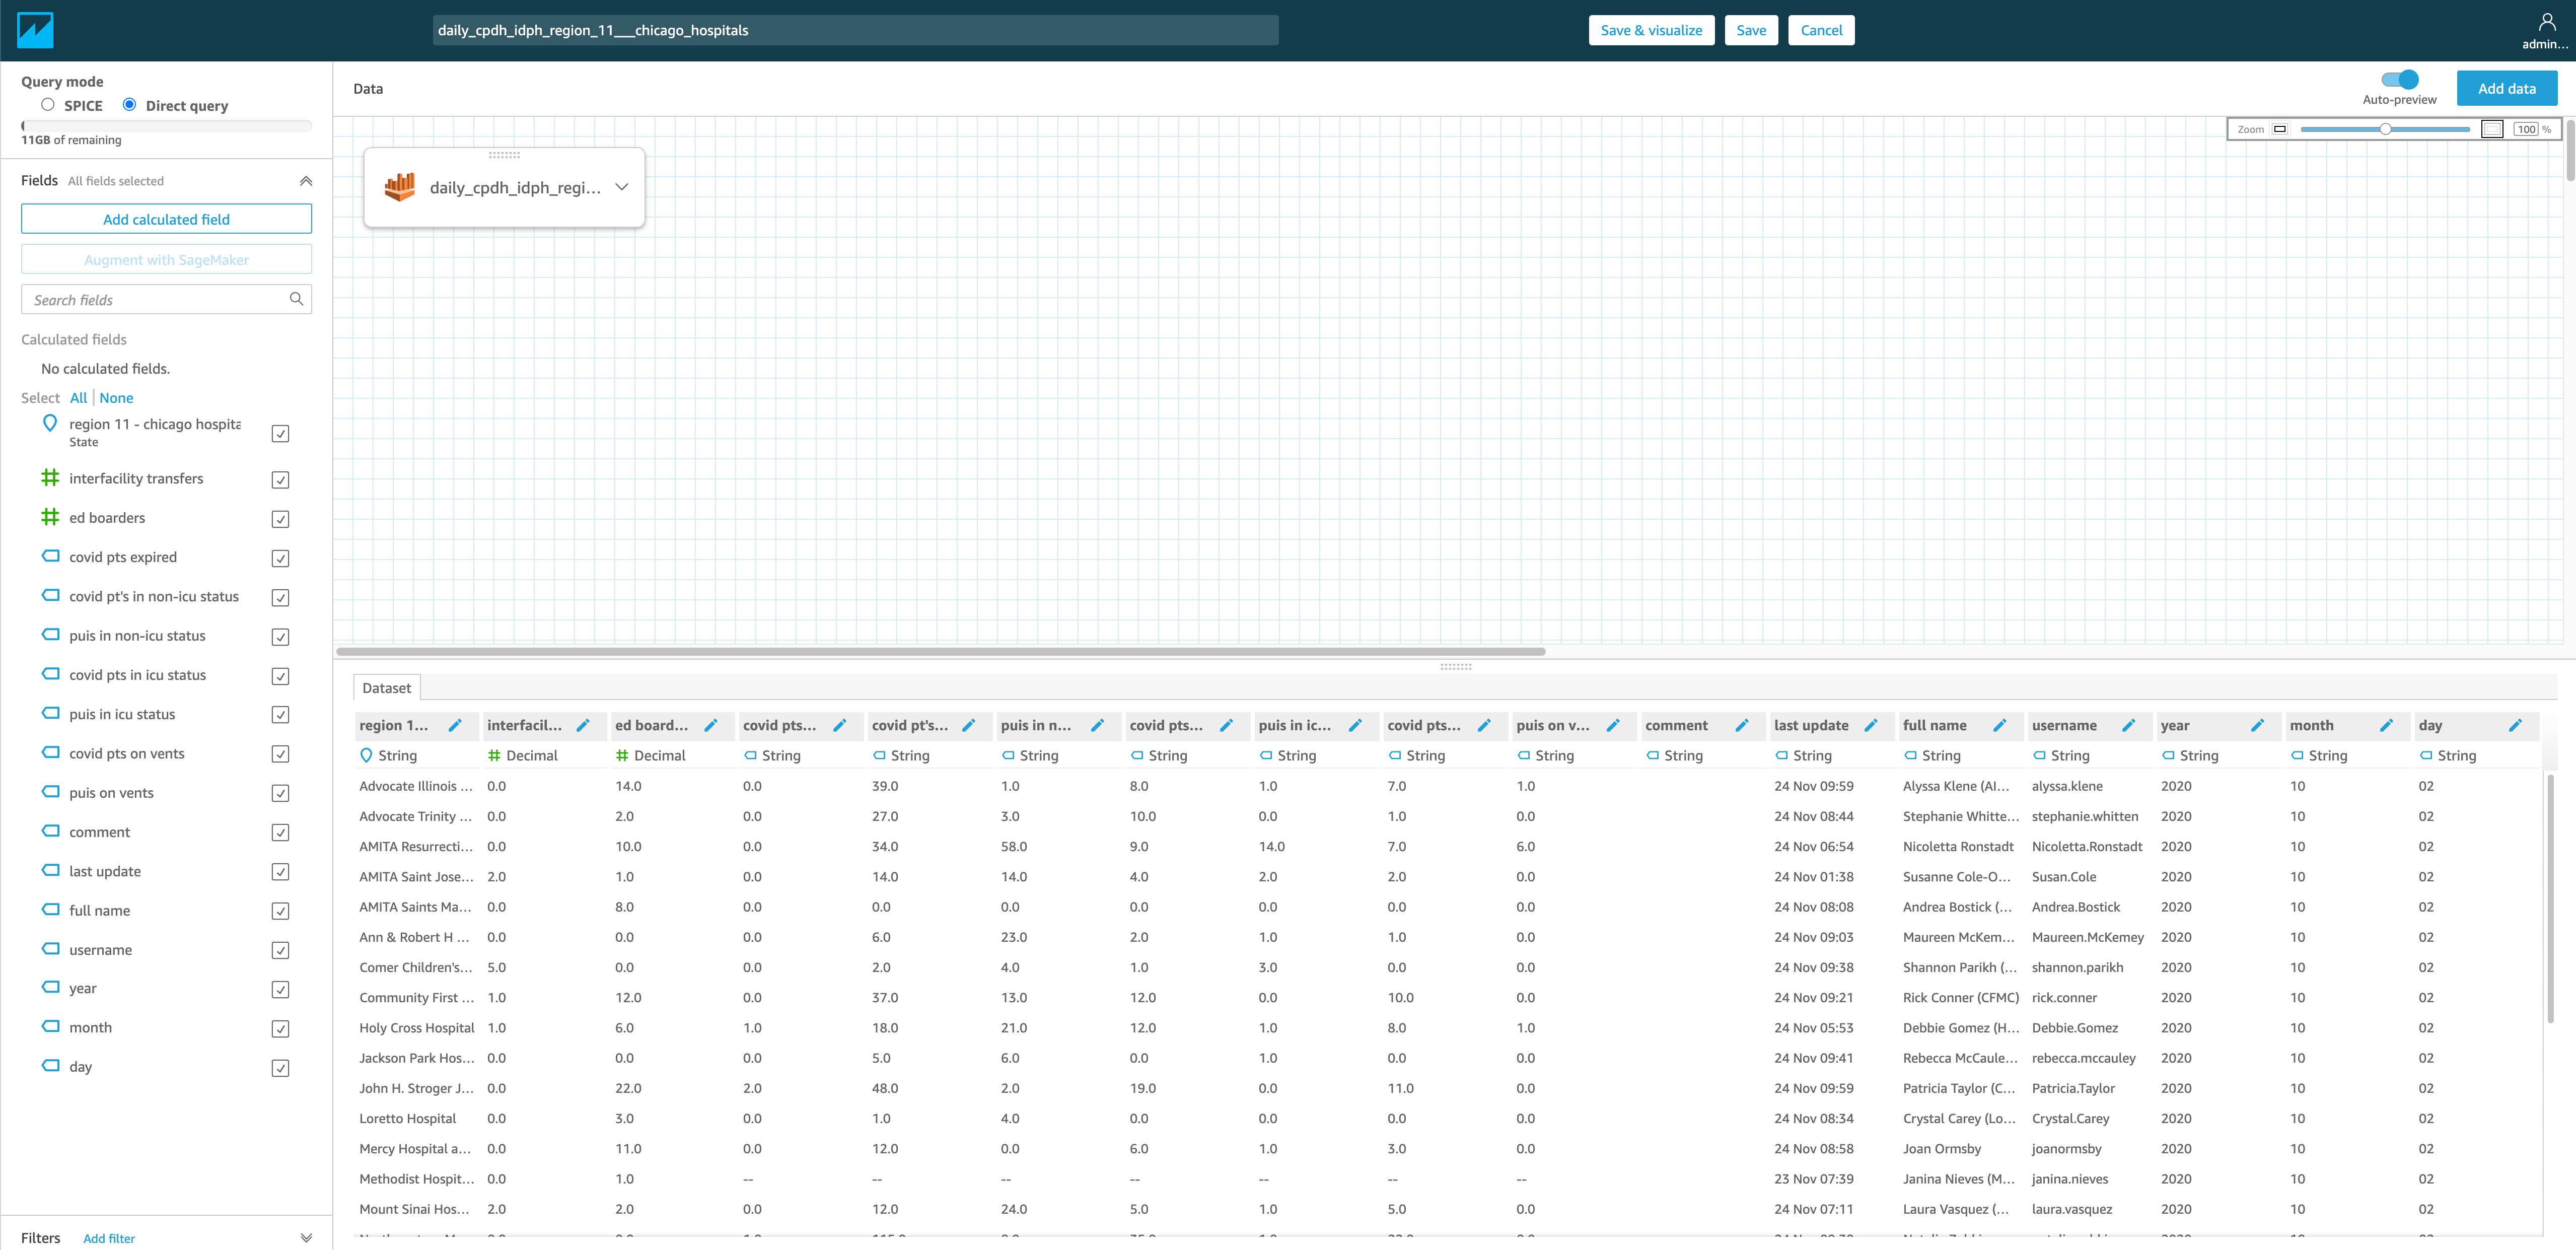 daily_cpdh_idph_region_11___chicago_hospitals
Save & visualize Save Cancel
admin...
Query mode
SPICE Direct query
11GB of remaining
Fields All fields selected
Add calculated field
Augment with SageMaker
Search fields
Calculated fields
No calculated fields.
Select All None
region 11 - chicago hospita
State
interfacility transfers
ed boarders
covid pts expired
covid pt's in non-icu status
puis in non-icu status
covid pts in icu status
puis in icu status
covid pts on vents
puis on vents
comment
last update
full name
username
year
month
day
Filters Add filter
Data
Auto-preview
Add data
Zoom 100 %
daily_cpdh_idph_regi...
Dataset
region 1... interfacil... ed board... covid pts... covid pt's... puis in n... covid pts... puis in ic... covid pts... puis on v... comment last update full name username year month day
String Decimal Decimal String String String String String String String String String String String String String String
Advocate Illinois ... 0.0 14.0 0.0 39.0 1.0 8.0 1.0 7.0 1.0 24 Nov 09:59 Alyssa Klene (AI... alyssa.klene 2020 10 02
Advocate Trinity ... 0.0 2.0 0.0 27.0 3.0 10.0 0.0 1.0 0.0 24 Nov 08:44 Stephanie Whitte... stephanie.whitten 2020 10 02
AMITA Resurrecti... 0.0 10.0 0.0 34.0 58.0 9.0 14.0 7.0 6.0 24 Nov 06:54 Nicoletta Ronstadt Nicoletta.Ronstadt 2020 10 02
AMITA Saint Jose... 2.0 1.0 0.0 14.0 14.0 4.0 2.0 2.0 0.0 24 Nov 01:38 Susanne Cole-O... Susan.Cole 2020 10 02
AMITA Saints Ma... 0.0 8.0 0.0 0.0 0.0 0.0 0.0 0.0 0.0 24 Nov 08:08 Andrea Bostick (... Andrea.Bostick 2020 10 02
Ann & Robert H ... 0.0 0.0 0.0 6.0 23.0 2.0 1.0 1.0 0.0 24 Nov 09:03 Maureen McKem... Maureen.McKemey 2020 10 02
Comer Children's... 5.0 0.0 0.0 2.0 4.0 1.0 3.0 0.0 0.0 24 Nov 09:38 Shannon Parikh (... shannon.parikh 2020 10 02
Community First ... 1.0 12.0 0.0 37.0 13.0 12.0 0.0 10.0 0.0 24 Nov 09:21 Rick Conner (CFMC) rick.conner 2020 10 02
Holy Cross Hospital 1.0 6.0 1.0 18.0 21.0 12.0 1.0 8.0 1.0 24 Nov 05:53 Debbie Gomez (H... Debbie.Gomez 2020 10 02
Jackson Park Hos... 0.0 0.0 0.0 5.0 6.0 0.0 1.0 0.0 0.0 24 Nov 09:41 Rebecca McCaule... rebecca.mccauley 2020 10 02
John H. Stroger J... 0.0 22.0 2.0 48.0 2.0 19.0 0.0 11.0 0.0 24 Nov 09:59 Patricia Taylor (C... Patricia.Taylor 2020 10 02
Loretto Hospital 0.0 3.0 0.0 1.0 4.0 0.0 0.0 0.0 0.0 24 Nov 08:34 Crystal Carey (Lo... Crystal.Carey 2020 10 02
Mercy Hospital a... 0.0 11.0 0.0 12.0 0.0 6.0 1.0 3.0 0.0 24 Nov 08:58 Joan Ormsby joanormsby 2020 10 02
Methodist Hospit... 0.0 1.0 -- -- -- -- -- -- -- 23 Nov 07:39 Janina Nieves (M... janina.nieves 2020 10 02
Mount Sinai Hos... 2.0 2.0 0.0 12.0 24.0 5.0 1.0 5.0 0.0 24 Nov 07:11 Laura Vasquez (... laura.vasquez 2020 10 02